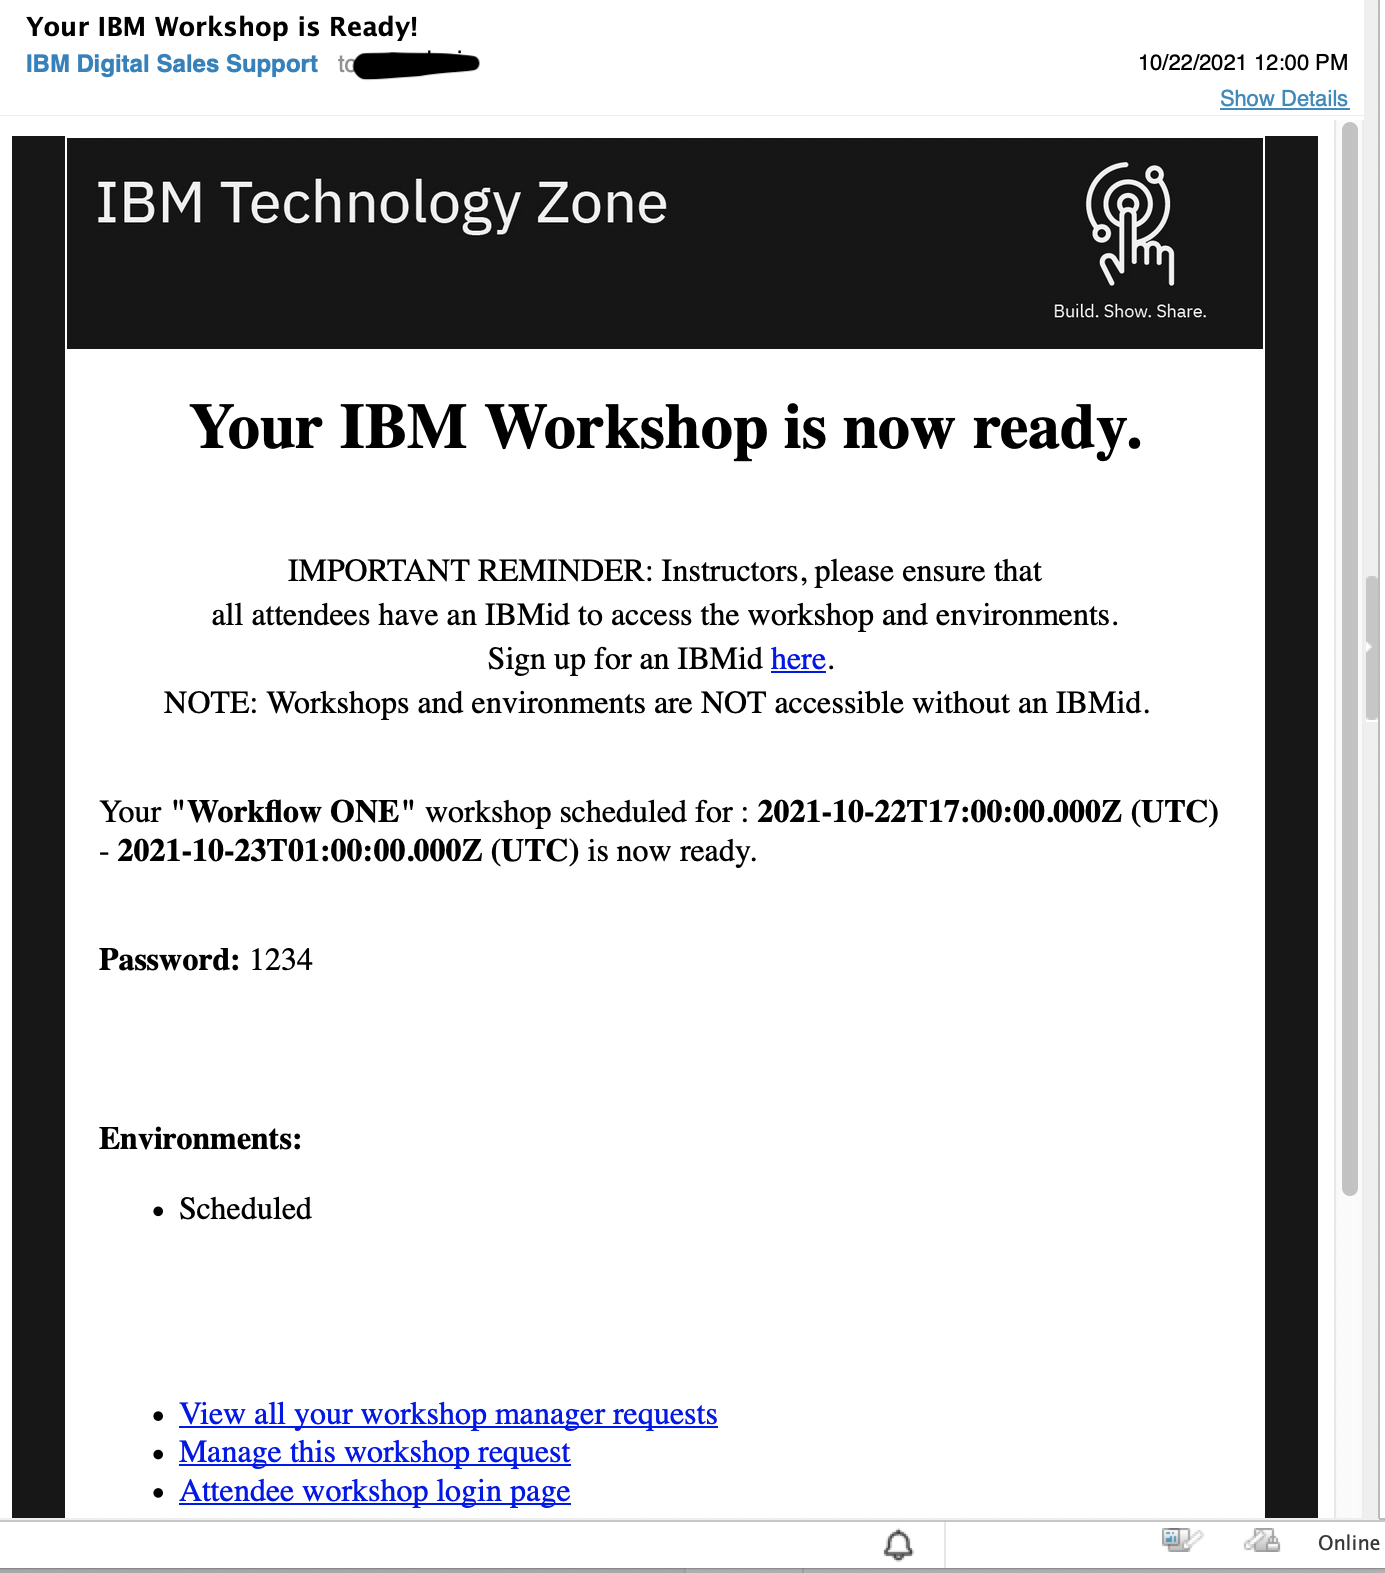 Your IBM Workshop is Ready!
IBM Digital Sales Support to
10/22/2021 12:00 PM
Show Details
IBM Technology Zone
Build. Show. Share.
Your IBM Workshop is now ready.
IMPORTANT REMINDER: Instructors, please ensure that
all attendees have an IBMid to access the workshop and environments.
Sign up for an IBMid here.
NOTE: Workshops and environments are NOT accessible without an IBMid.
Your "Workflow ONE" workshop scheduled for : 2021-10-22T17:00:00.000Z (UTC)
- 2021-10-23T01:00:00.000Z (UTC) is now ready.
Password: 1234
Environments:
• Scheduled
• View all your workshop manager requests
• Manage this workshop request
• Attendee workshop login page
Online